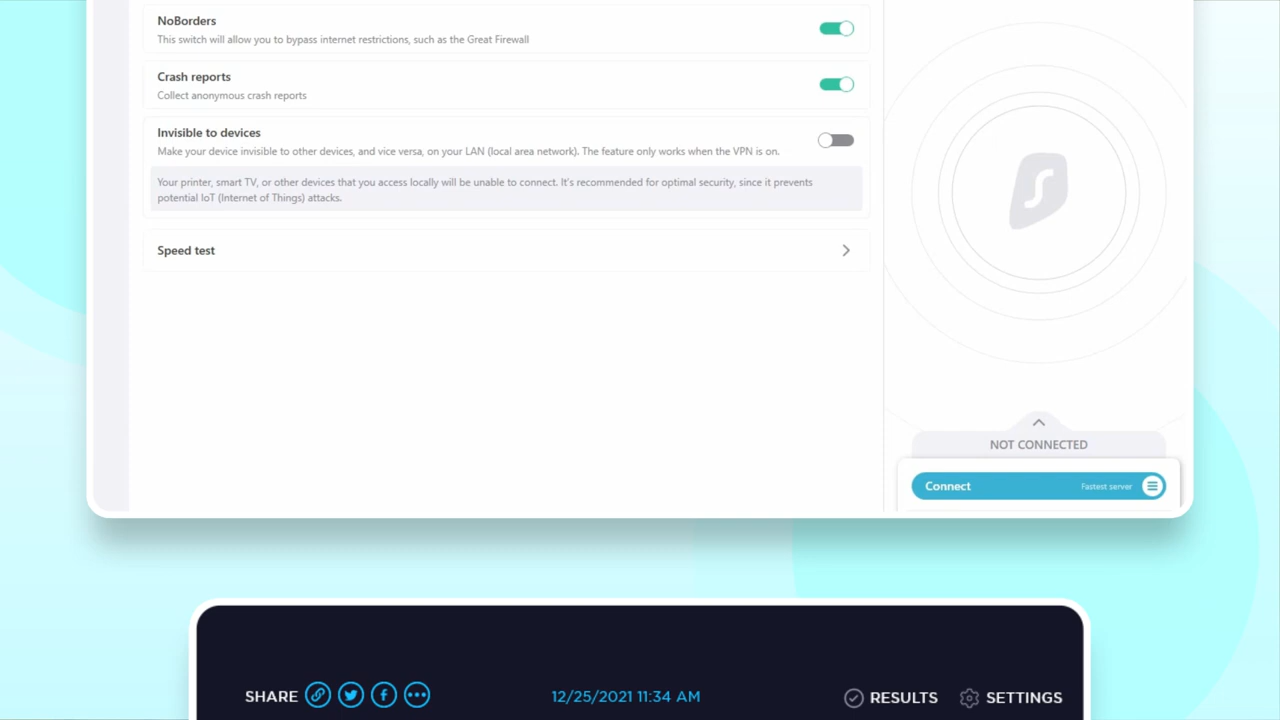 NoBorders
This switch will allow you to bypass internet restrictions, such as the Great Firewall
Crash reports
Collect anonymous crash reports
Invisible to devices
Make your device invisible to other devices, and vice versa, on your LAN (local area network). The feature only works when the VPN is on.
Your printer, smart TV, or other devices that you access locally will be unable to connect. It's recommended for optimal security, since it prevents
potential IoT (Internet of Things) attacks.
Speed test
NOT CONNECTED
Connect Fastest server
SHARE 12/25/2021 11:34 AM RESULTS SETTINGS